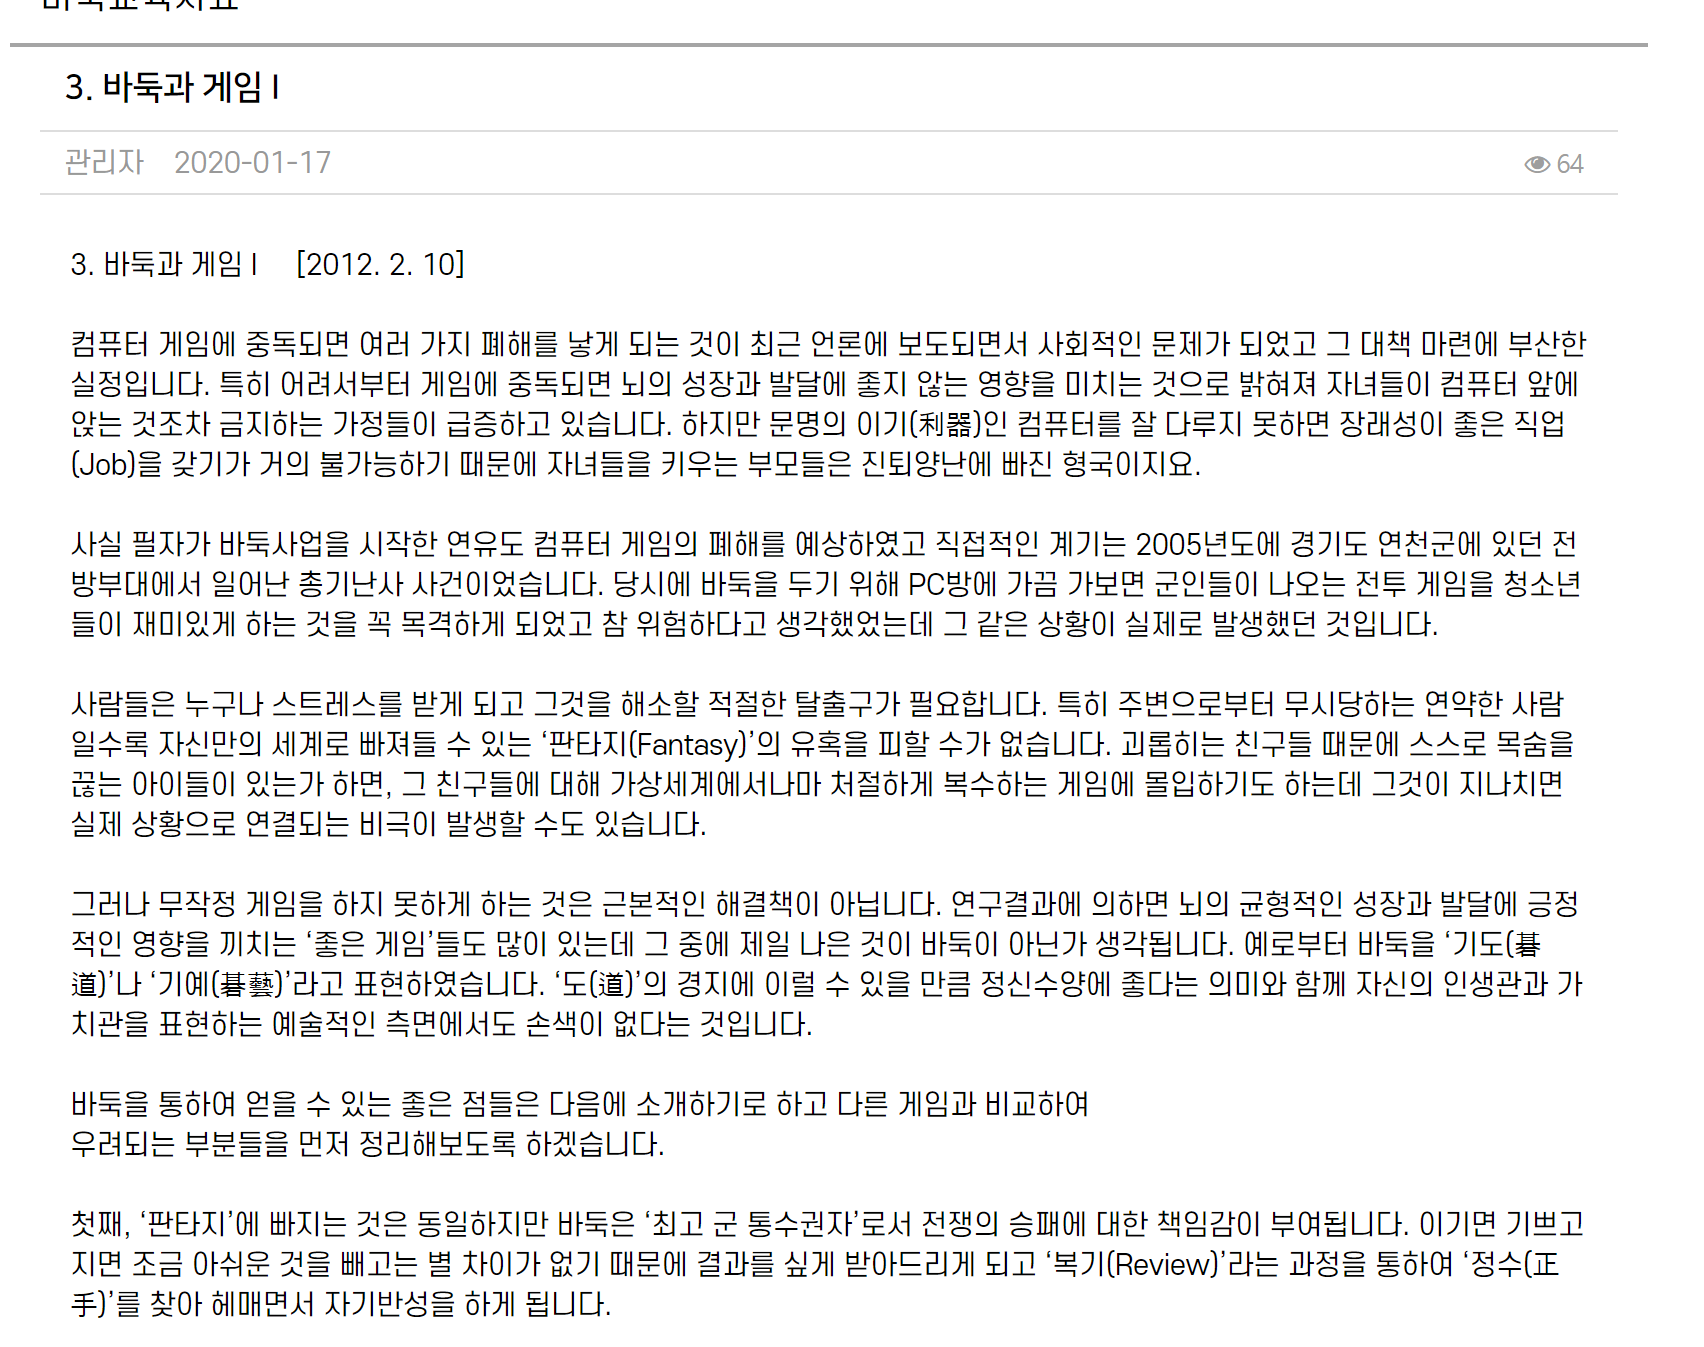 바둑교육자료
3. 바둑과 게임 I
관리자 2020-01-17
64
3. 바둑과 게임 I [2012. 2. 10]
컴퓨터 게임에 중독되면 여러 가지 폐해를 낳게 되는 것이 최근 언론에 보도되면서 사회적인 문제가 되었고 그 대책 마련에 부산한
실정입니다. 특히 어려서부터 게임에 중독되면 뇌의 성장과 발달에 좋지 않는 영향을 미치는 것으로 밝혀져 자녀들이 컴퓨터 앞에
앉는 것조차 금지하는 가정들이 급증하고 있습니다. 하지만 문명의 이기(利器)인 컴퓨터를 잘 다루지 못하면 장래성이 좋은 직업
(Job)을 갖기가 거의 불가능하기 때문에 자녀들을 키우는 부모들은 진퇴양난에 빠진 형국이지요.
사실 필자가 바둑사업을 시작한 연유도 컴퓨터 게임의 폐해를 예상하였고 직접적인 계기는 2005년도에 경기도 연천군에 있던 전
방부대에서 일어난 총기난사 사건이었습니다. 당시에 바둑을 두기 위해 PC방에 가끔 가보면 군인들이 나오는 전투 게임을 청소년
들이 재미있게 하는 것을 꼭 목격하게 되었고 참 위험하다고 생각했었는데 그 같은 상황이 실제로 발생했던 것입니다.
사람들은 누구나 스트레스를 받게 되고 그것을 해소할 적절한 탈출구가 필요합니다. 특히 주변으로부터 무시당하는 연약한 사람
일수록 자신만의 세계로 빠져들 수 있는 ‘판타지(Fantasy)’의 유혹을 피할 수가 없습니다. 괴롭히는 친구들 때문에 스스로 목숨을
끊는 아이들이 있는가 하면, 그 친구들에 대해 가상세계에서나마 처절하게 복수하는 게임에 몰입하기도 하는데 그것이 지나치면
실제 상황으로 연결되는 비극이 발생할 수도 있습니다.
그러나 무작정 게임을 하지 못하게 하는 것은 근본적인 해결책이 아닙니다. 연구결과에 의하면 뇌의 균형적인 성장과 발달에 긍정
적인 영향을 끼치는 ‘좋은 게임’들도 많이 있는데 그 중에 제일 나은 것이 바둑이 아닌가 생각됩니다. 예로부터 바둑을 ‘기도(碁
道)’나 ‘기예(碁藝)’라고 표현하였습니다. ‘도(道)’의 경지에 이럴 수 있을 만큼 정신수양에 좋다는 의미와 함께 자신의 인생관과 가
치관을 표현하는 예술적인 측면에서도 손색이 없다는 것입니다.
바둑을 통하여 얻을 수 있는 좋은 점들은 다음에 소개하기로 하고 다른 게임과 비교하여
우려되는 부분들을 먼저 정리해보도록 하겠습니다.
첫째, ‘판타지’에 빠지는 것은 동일하지만 바둑은 ‘최고 군 통수권자’로서 전쟁의 승패에 대한 책임감이 부여됩니다. 이기면 기쁘고
지면 조금 아쉬운 것을 빼고는 별 차이가 없기 때문에 결과를 싶게 받아드리게 되고 ‘복기(Review)’라는 과정을 통하여 ‘정수(正
手)’를 찾아 헤매면서 자기반성을 하게 됩니다.